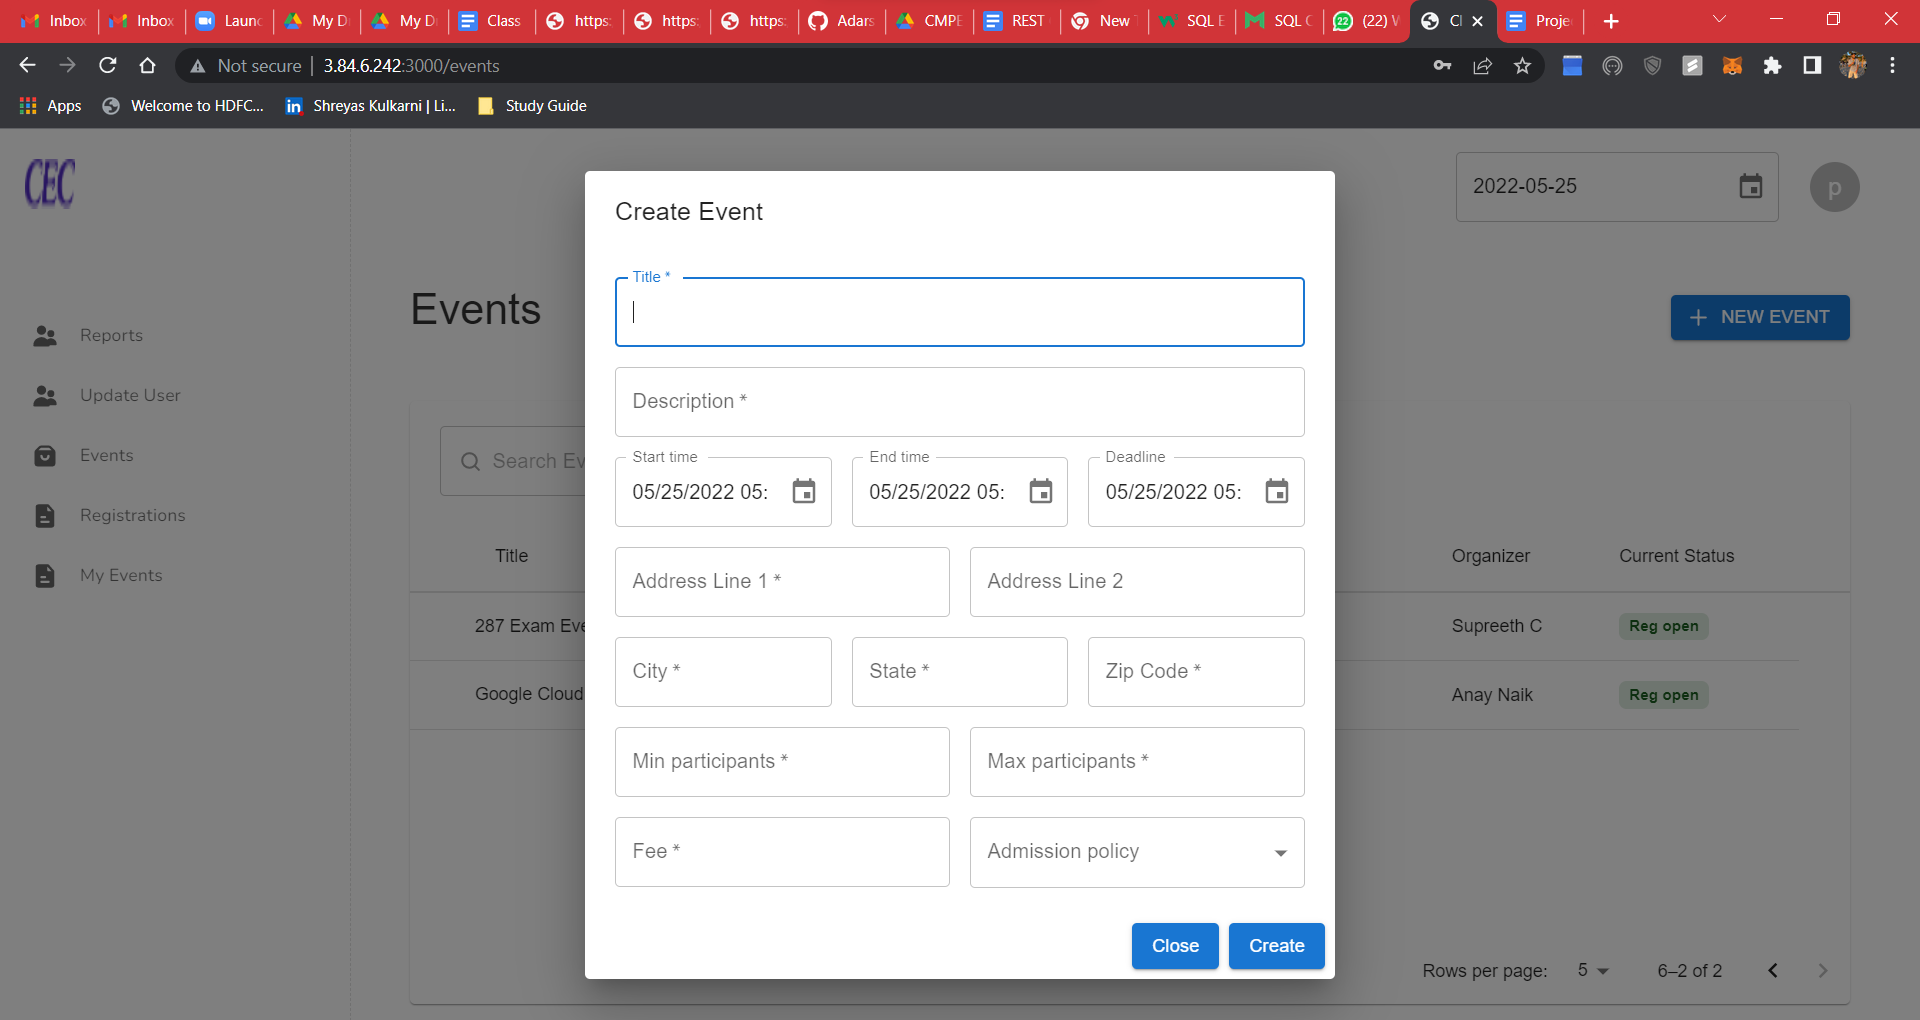 Inbox Inbox Launc My D My D Class https: https: https: Adars CMPE REST New T SQL E SQL C 22 (22) W Cl Proje
Not secure 3.84.6.242:3000/events
Apps Welcome to HDFC... in Shreyas Kulkarni | Li... Study Guide
CEC
2022-05-25
p
Events
NEW EVENT
Reports
Update User
Events
Registrations
My Events
Search Ev
Title Organizer Current Status
287 Exam Eve Supreeth C Reg open
Google Cloud Anay Naik Reg open
Rows per page: 5 6–2 of 2
Create Event
Title *
Description *
Start time End time Deadline
05/25/2022 05: 05/25/2022 05: 05/25/2022 05:
Address Line 1 * Address Line 2
City * State * Zip Code *
Min participants * Max participants *
Fee * Admission policy
Close Create